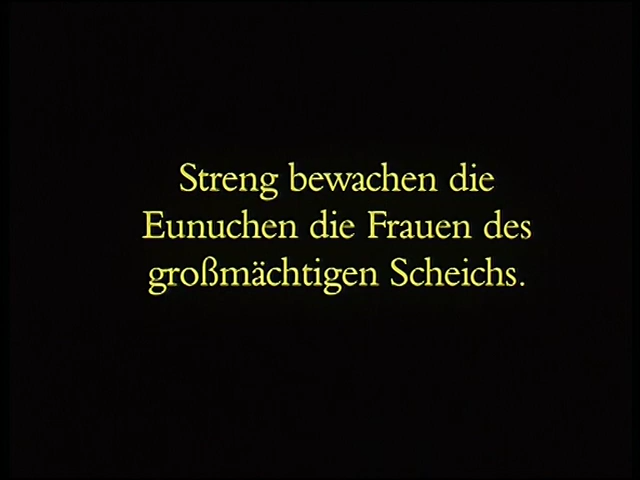 Streng bewachen die
Eunuchen die Frauen des
großmächtigen Scheichs.